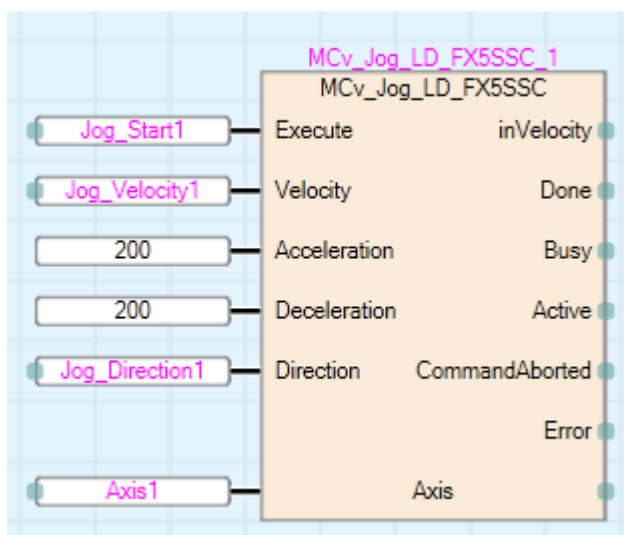 MCv_Jog_LD_FX5SSC_1
MCv_Jog_LD_FX5SSC
Jog_Start1 Execute inVelocity
Jog_Velocity1 Velocity Done
200 Acceleration Busy
200 Deceleration Active
Jog_Direction1 Direction CommandAborted
Error
Axis1 Axis